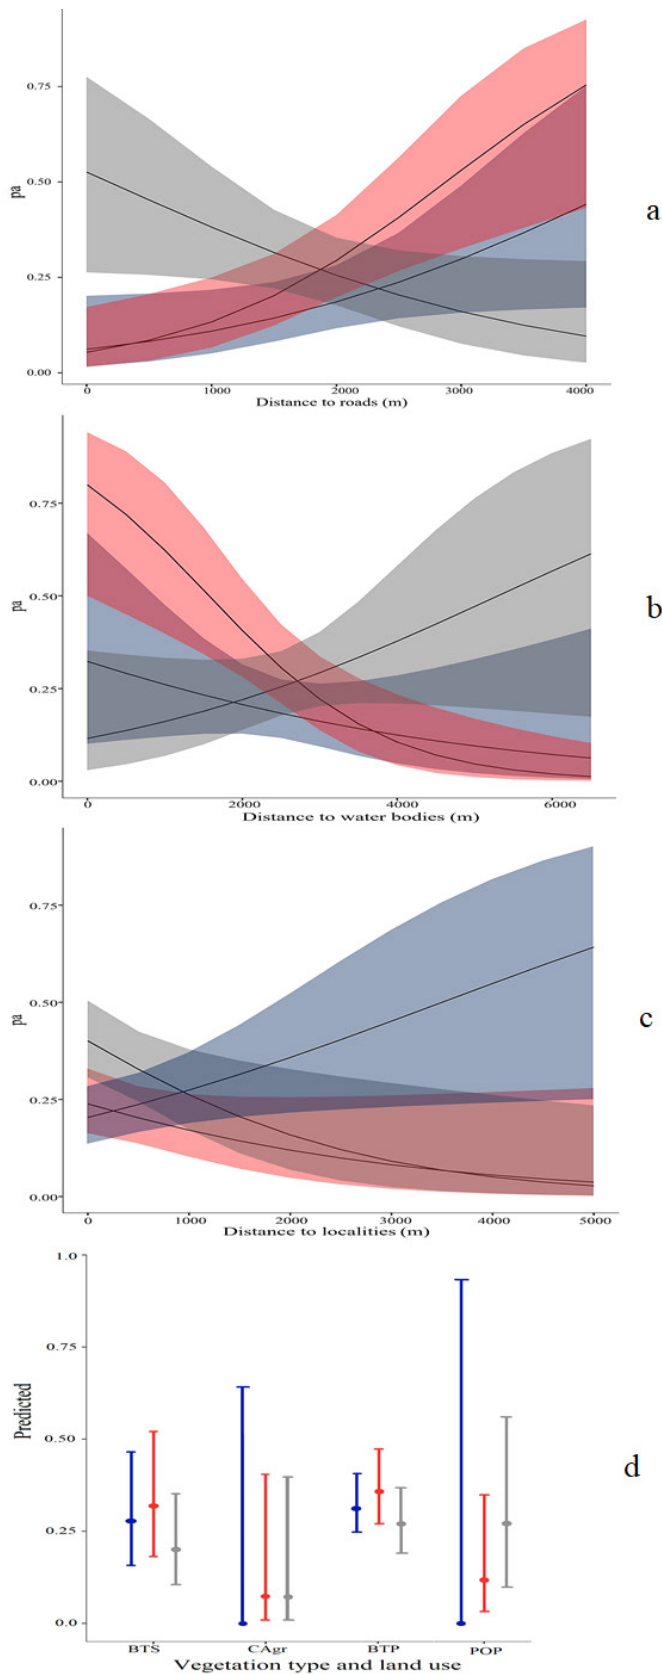 0.75
0.50
0.25
0.00
pa
0
1000
2000
3000
4000
Distance to roads (m)
a
0.75
0.50
0.25
0.00
pa
0
2000
4000
6000
Distance to water bodies (m)
b
0.75
0.50
0.25
0.00
pa
0
1000
2000
3000
4000
5000
Distance to localities (m)
c
1.0
0.75
0.50
0.25
0.0
Predicted
BTS
CAgr
BTP
POP
Vegetation type and land use
d